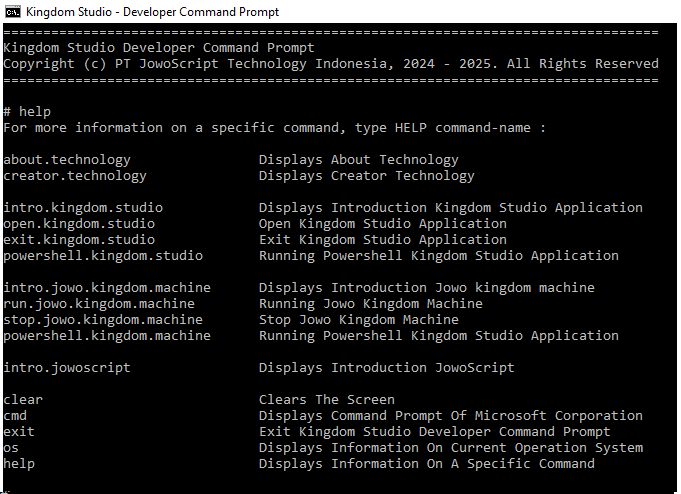 Kingdom Studio - Developer Command Prompt
==================================================================================
Kingdom Studio Developer Command Prompt
Copyright (c) PT JowoScript Technology Indonesia, 2024 - 2025. All Rights Reserved
==================================================================================
# help
For more information on a specific command, type HELP command-name :
about.technology                Displays About Technology
creator.technology              Displays Creator Technology
intro.kingdom.studio            Displays Introduction Kingdom Studio Application
open.kingdom.studio             Open Kingdom Studio Application
exit.kingdom.studio             Exit Kingdom Studio Application
powershell.kingdom.studio       Running Powershell Kingdom Studio Application
intro.jowo.kingdom.machine      Displays Introduction Jowo kingdom machine
run.jowo.kingdom.machine        Running Jowo Kingdom Machine
stop.jowo.kingdom.machine       Stop Jowo Kingdom Machine
powershell.kingdom.machine      Running Powershell Kingdom Studio Application
intro.jowoscript                Displays Introduction JowoScript
clear                           Clears The Screen
cmd                             Displays Command Prompt Of Microsoft Corporation
exit                            Exit Kingdom Studio Developer Command Prompt
os                              Displays Information On Current Operation System
help                            Displays Information On A Specific Command